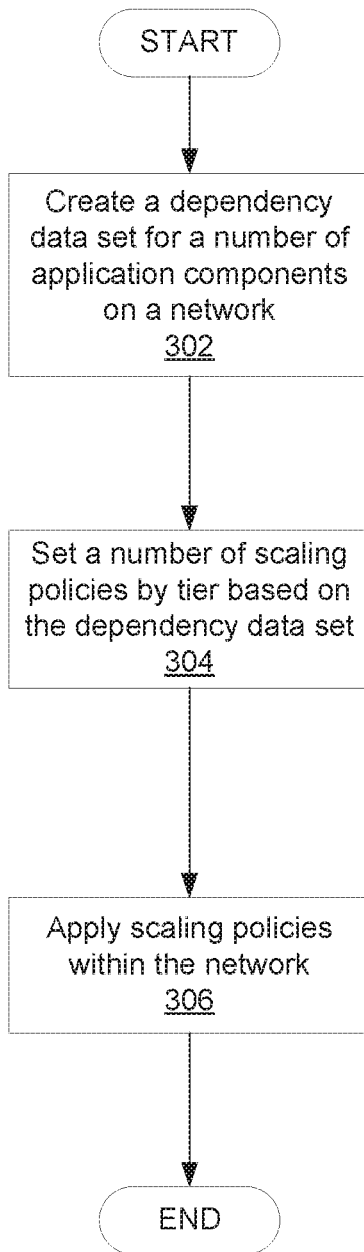 START
Create a dependency
data set for a number of
application components
on a network
302
Set a number of scaling
policies by tier based on
the dependency data set
304
Apply scaling policies
within the network
306
END